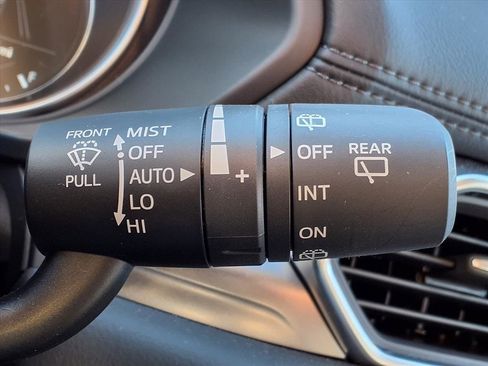 FRONT
PULL
MIST
OFF
AUTO
LO
HI
+
OFF
INT
ON
REAR